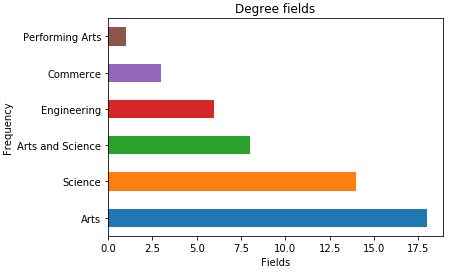 Degree fields
Performing Arts
Commerce
Engineering
Arts and Science
Science
Arts
Frequency
0.0 2.5 5.0 7.5 10.0 12.5 15.0 17.5
Fields